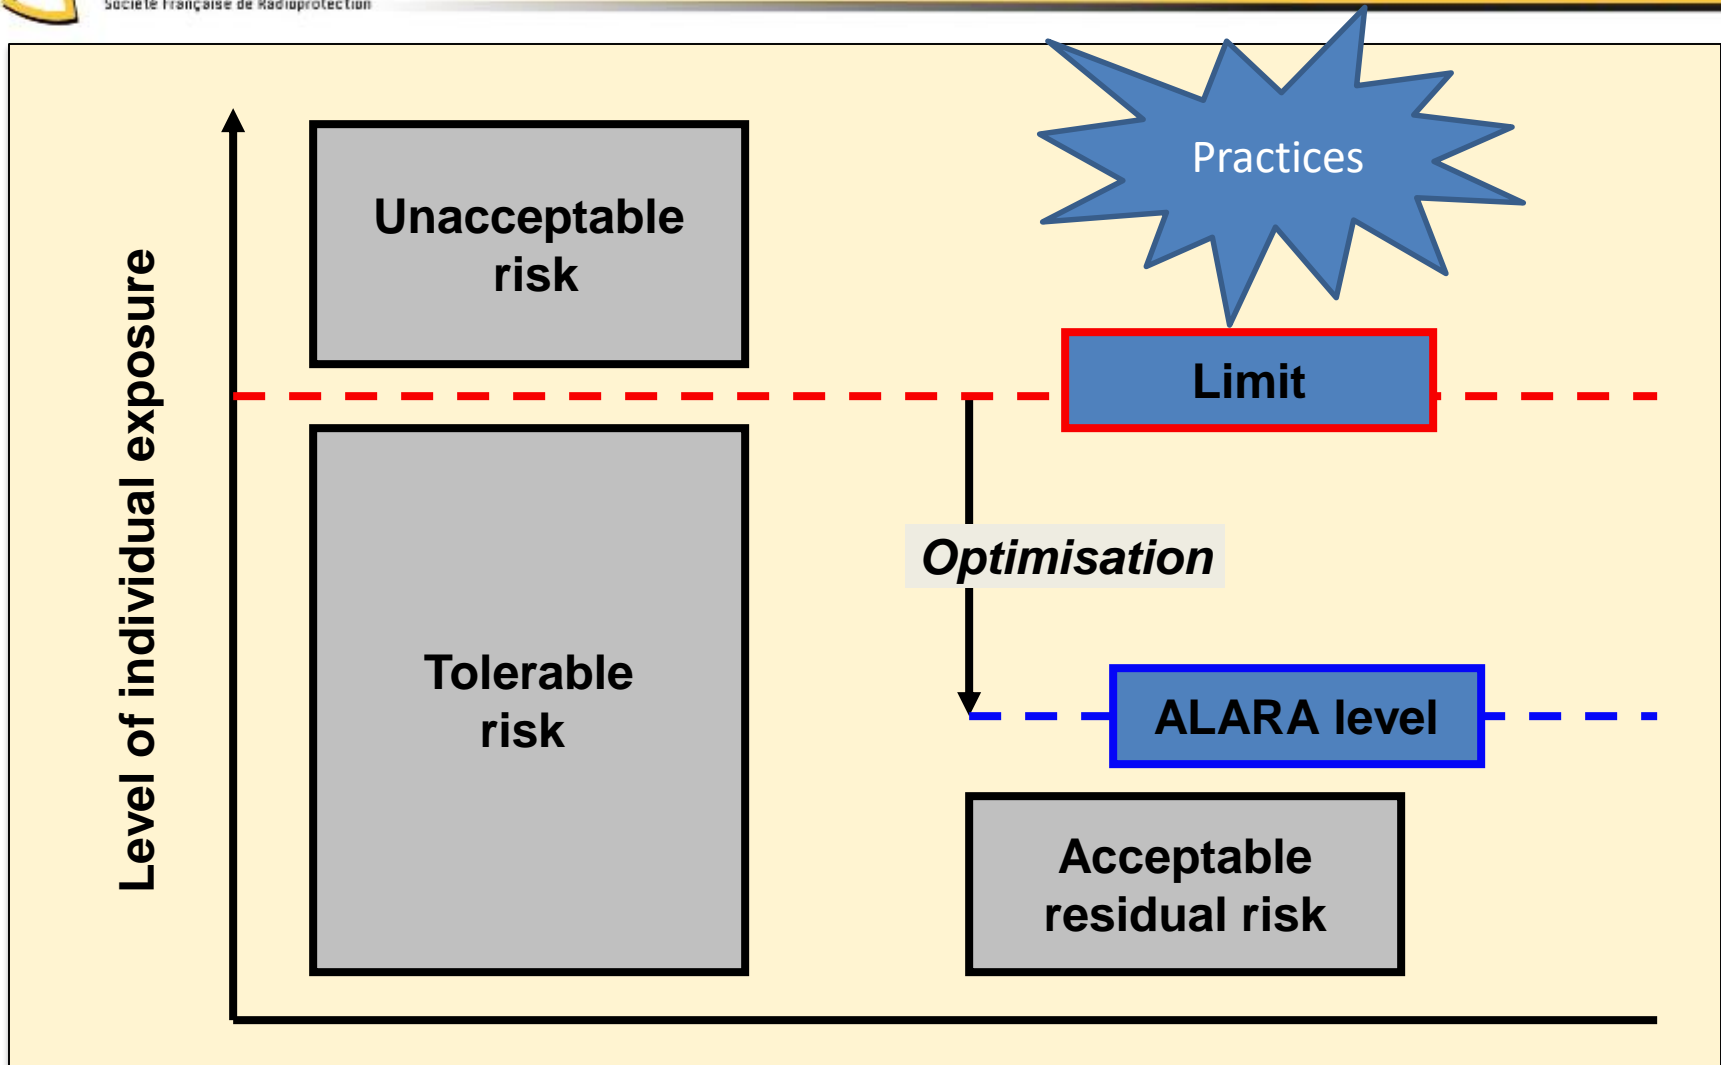 Société Française de Radioprotection
Practices
Unacceptable
risk
Limit
Level of individual exposure
Optimisation
Tolerable
risk
ALARA level
Acceptable
residual risk